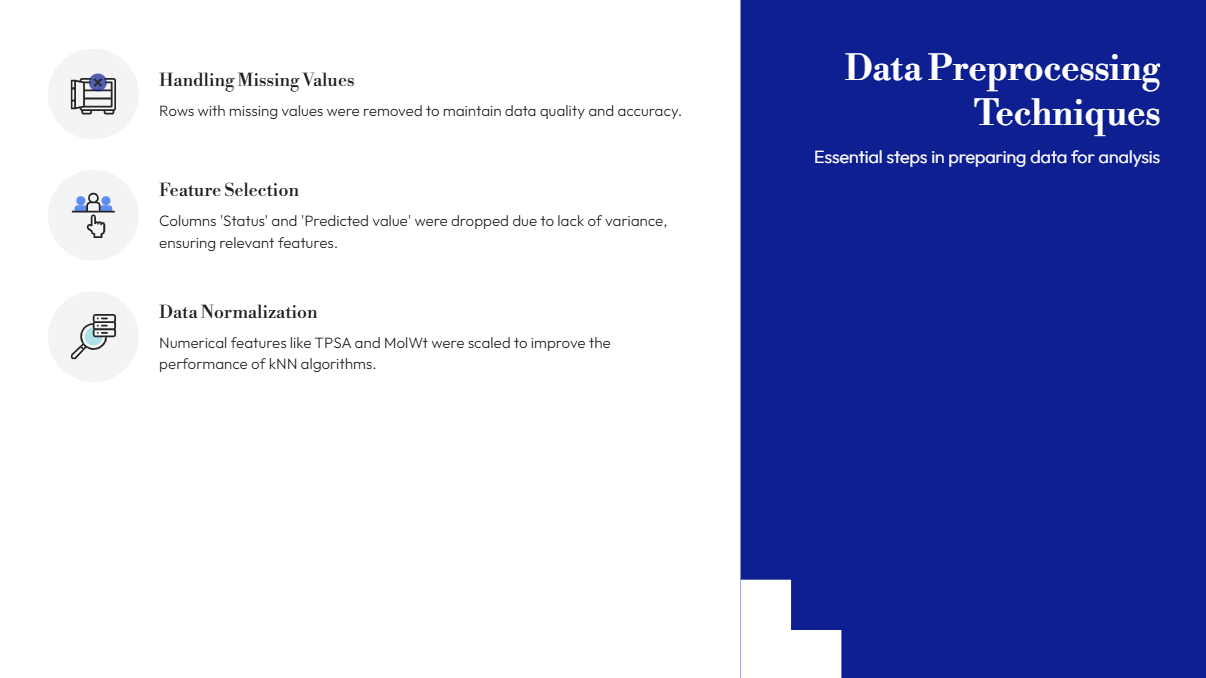 Data Preprocessing
Techniques
Essential steps in preparing data for analysis
Handling Missing Values
Rows with missing values were removed to maintain data quality and accuracy.
Feature Selection
Columns 'Status' and 'Predicted value' were dropped due to lack of variance,
ensuring relevant features.
Data Normalization
Numerical features like TPSA and MolWt were scaled to improve the
performance of kNN algorithms.